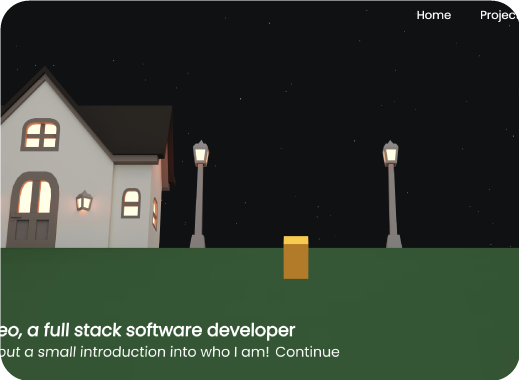 Home Projec
eo, a full stack software developer
out a small introduction into who I am! Continue